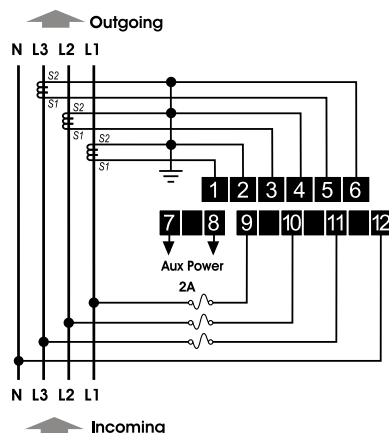 Outgoing
N L3 L2 L1
S2
S1
S2
S1
S2
S1
1 2 3 4 5 6
7 8 9 10 11 12
Aux Power
2A
N L3 L2 L1
Incoming